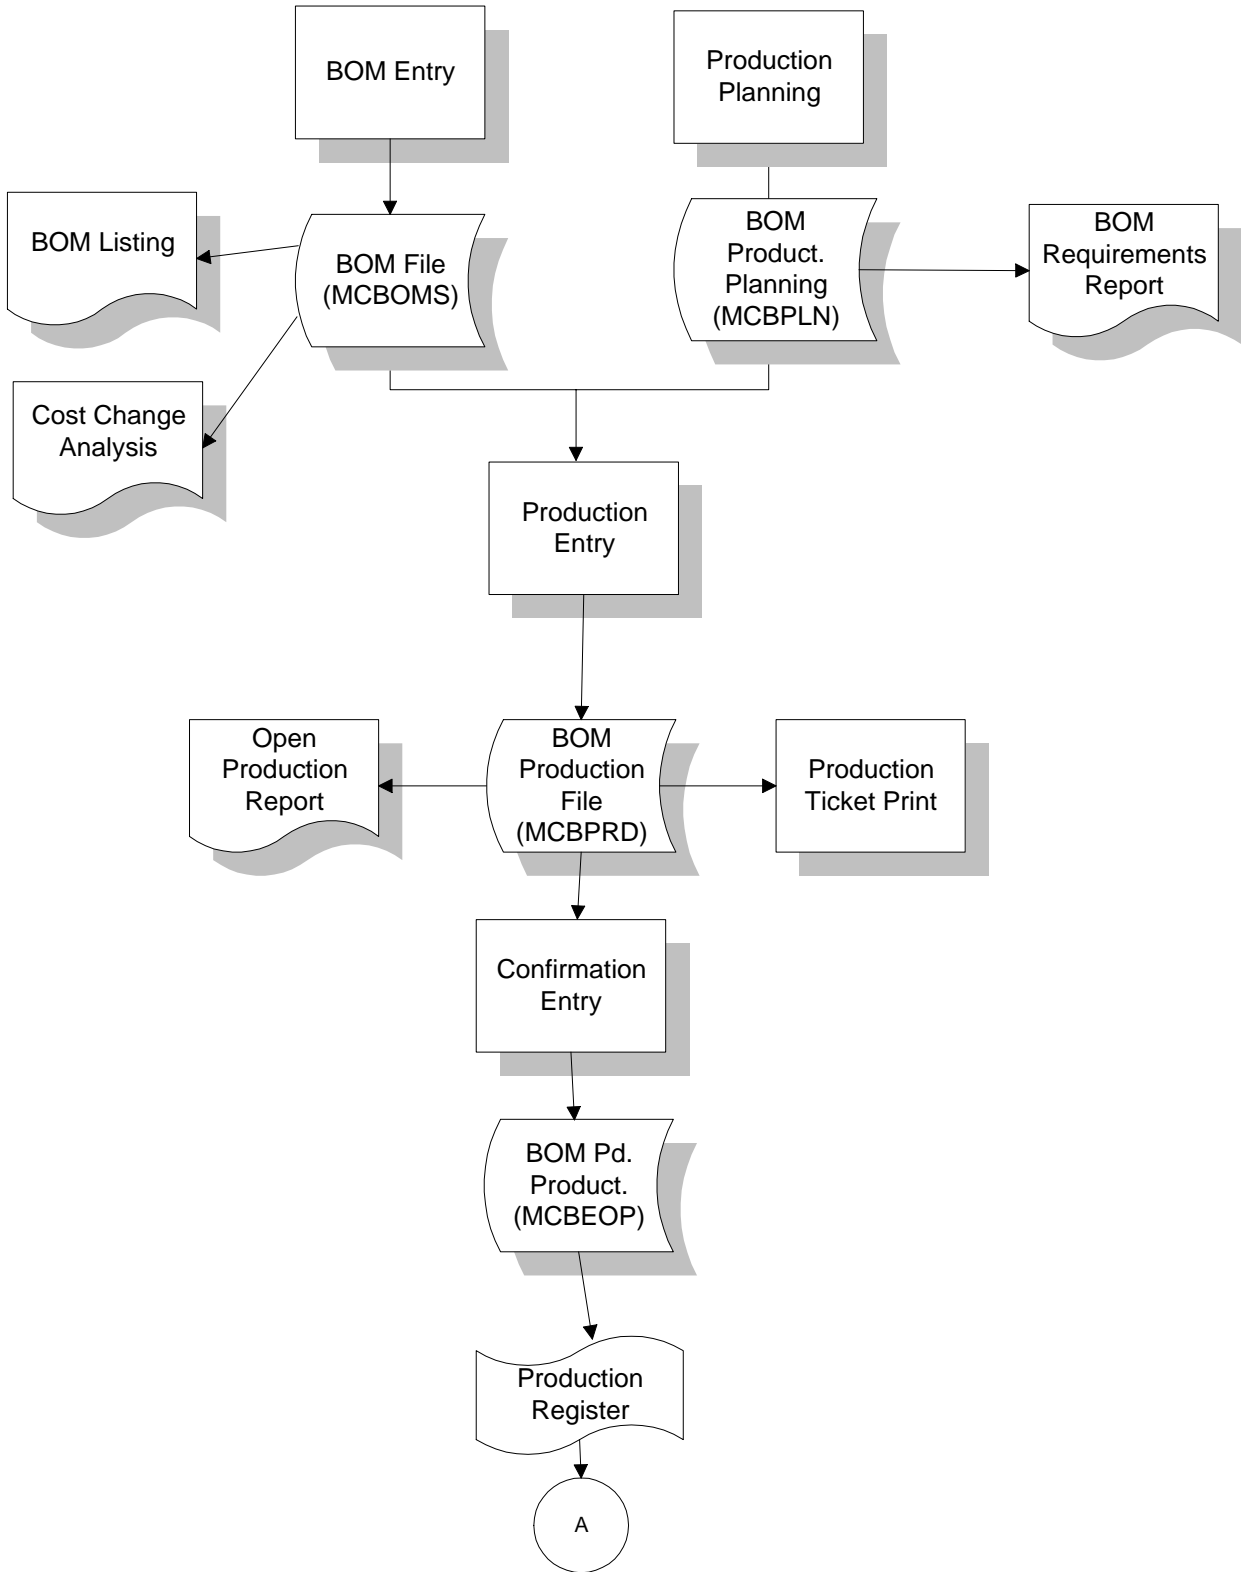 BOM Entry
Production
Planning
BOM Listing
BOM File
(MCBOMS)
BOM
Product.
Planning
(MCBPLN)
BOM
Requirements
Report
Cost Change
Analysis
Production
Entry
Open
Production
Report
BOM
Production
File
(MCBPRD)
Production
Ticket Print
Confirmation
Entry
BOM Pd.
Product.
(MCBEOP)
Production
Register
A